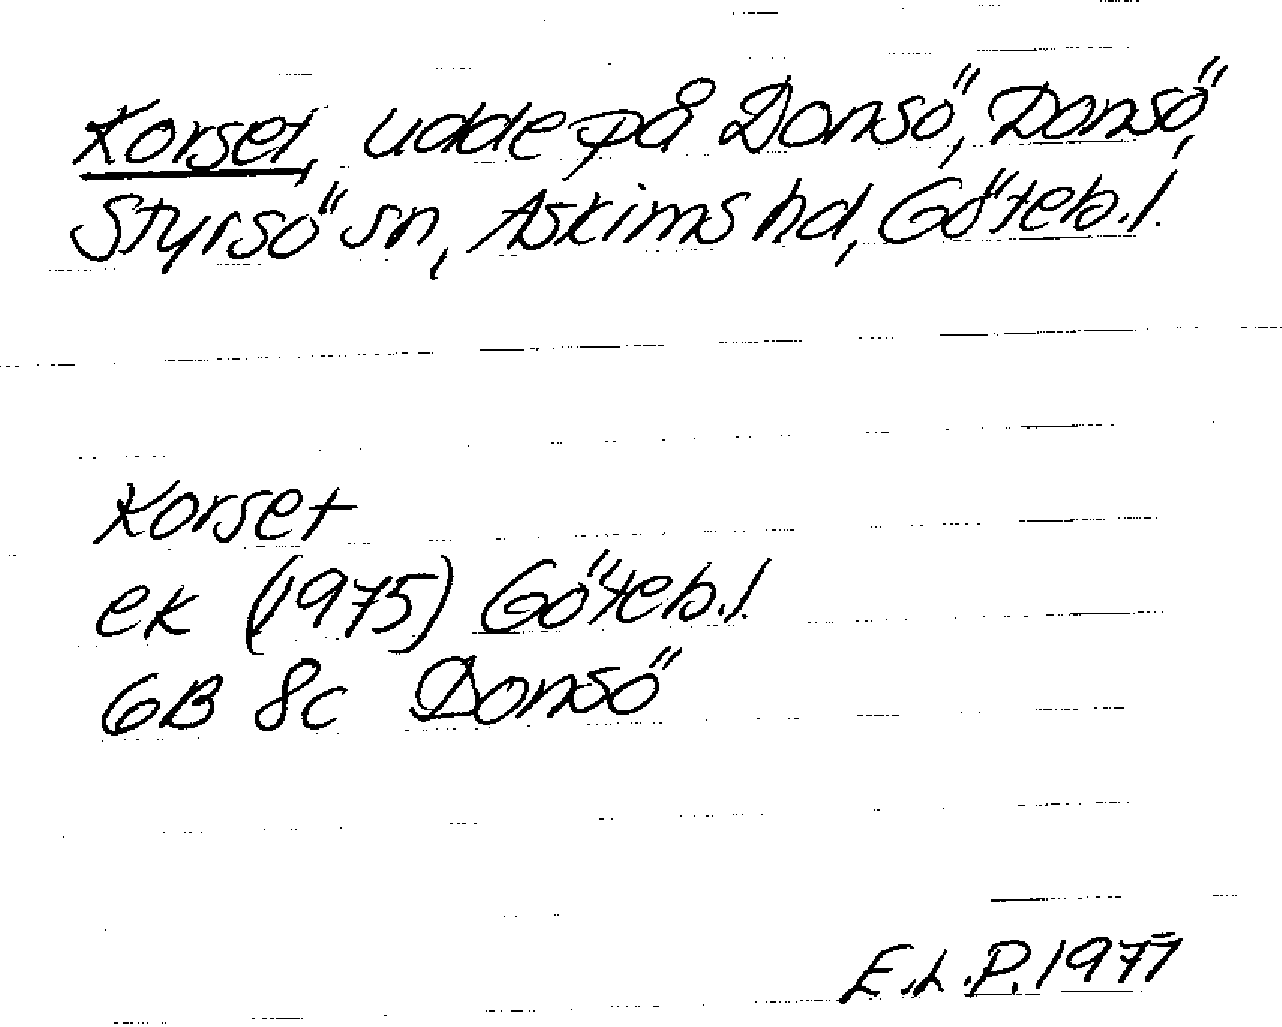 Korset, udde på Donsö, Donsö,
Styrsö sn, Askims hd, Göteb. l.
Korset
ek (1975) Göteb. l.
6B 8c Donsö
E.L.P. 1977